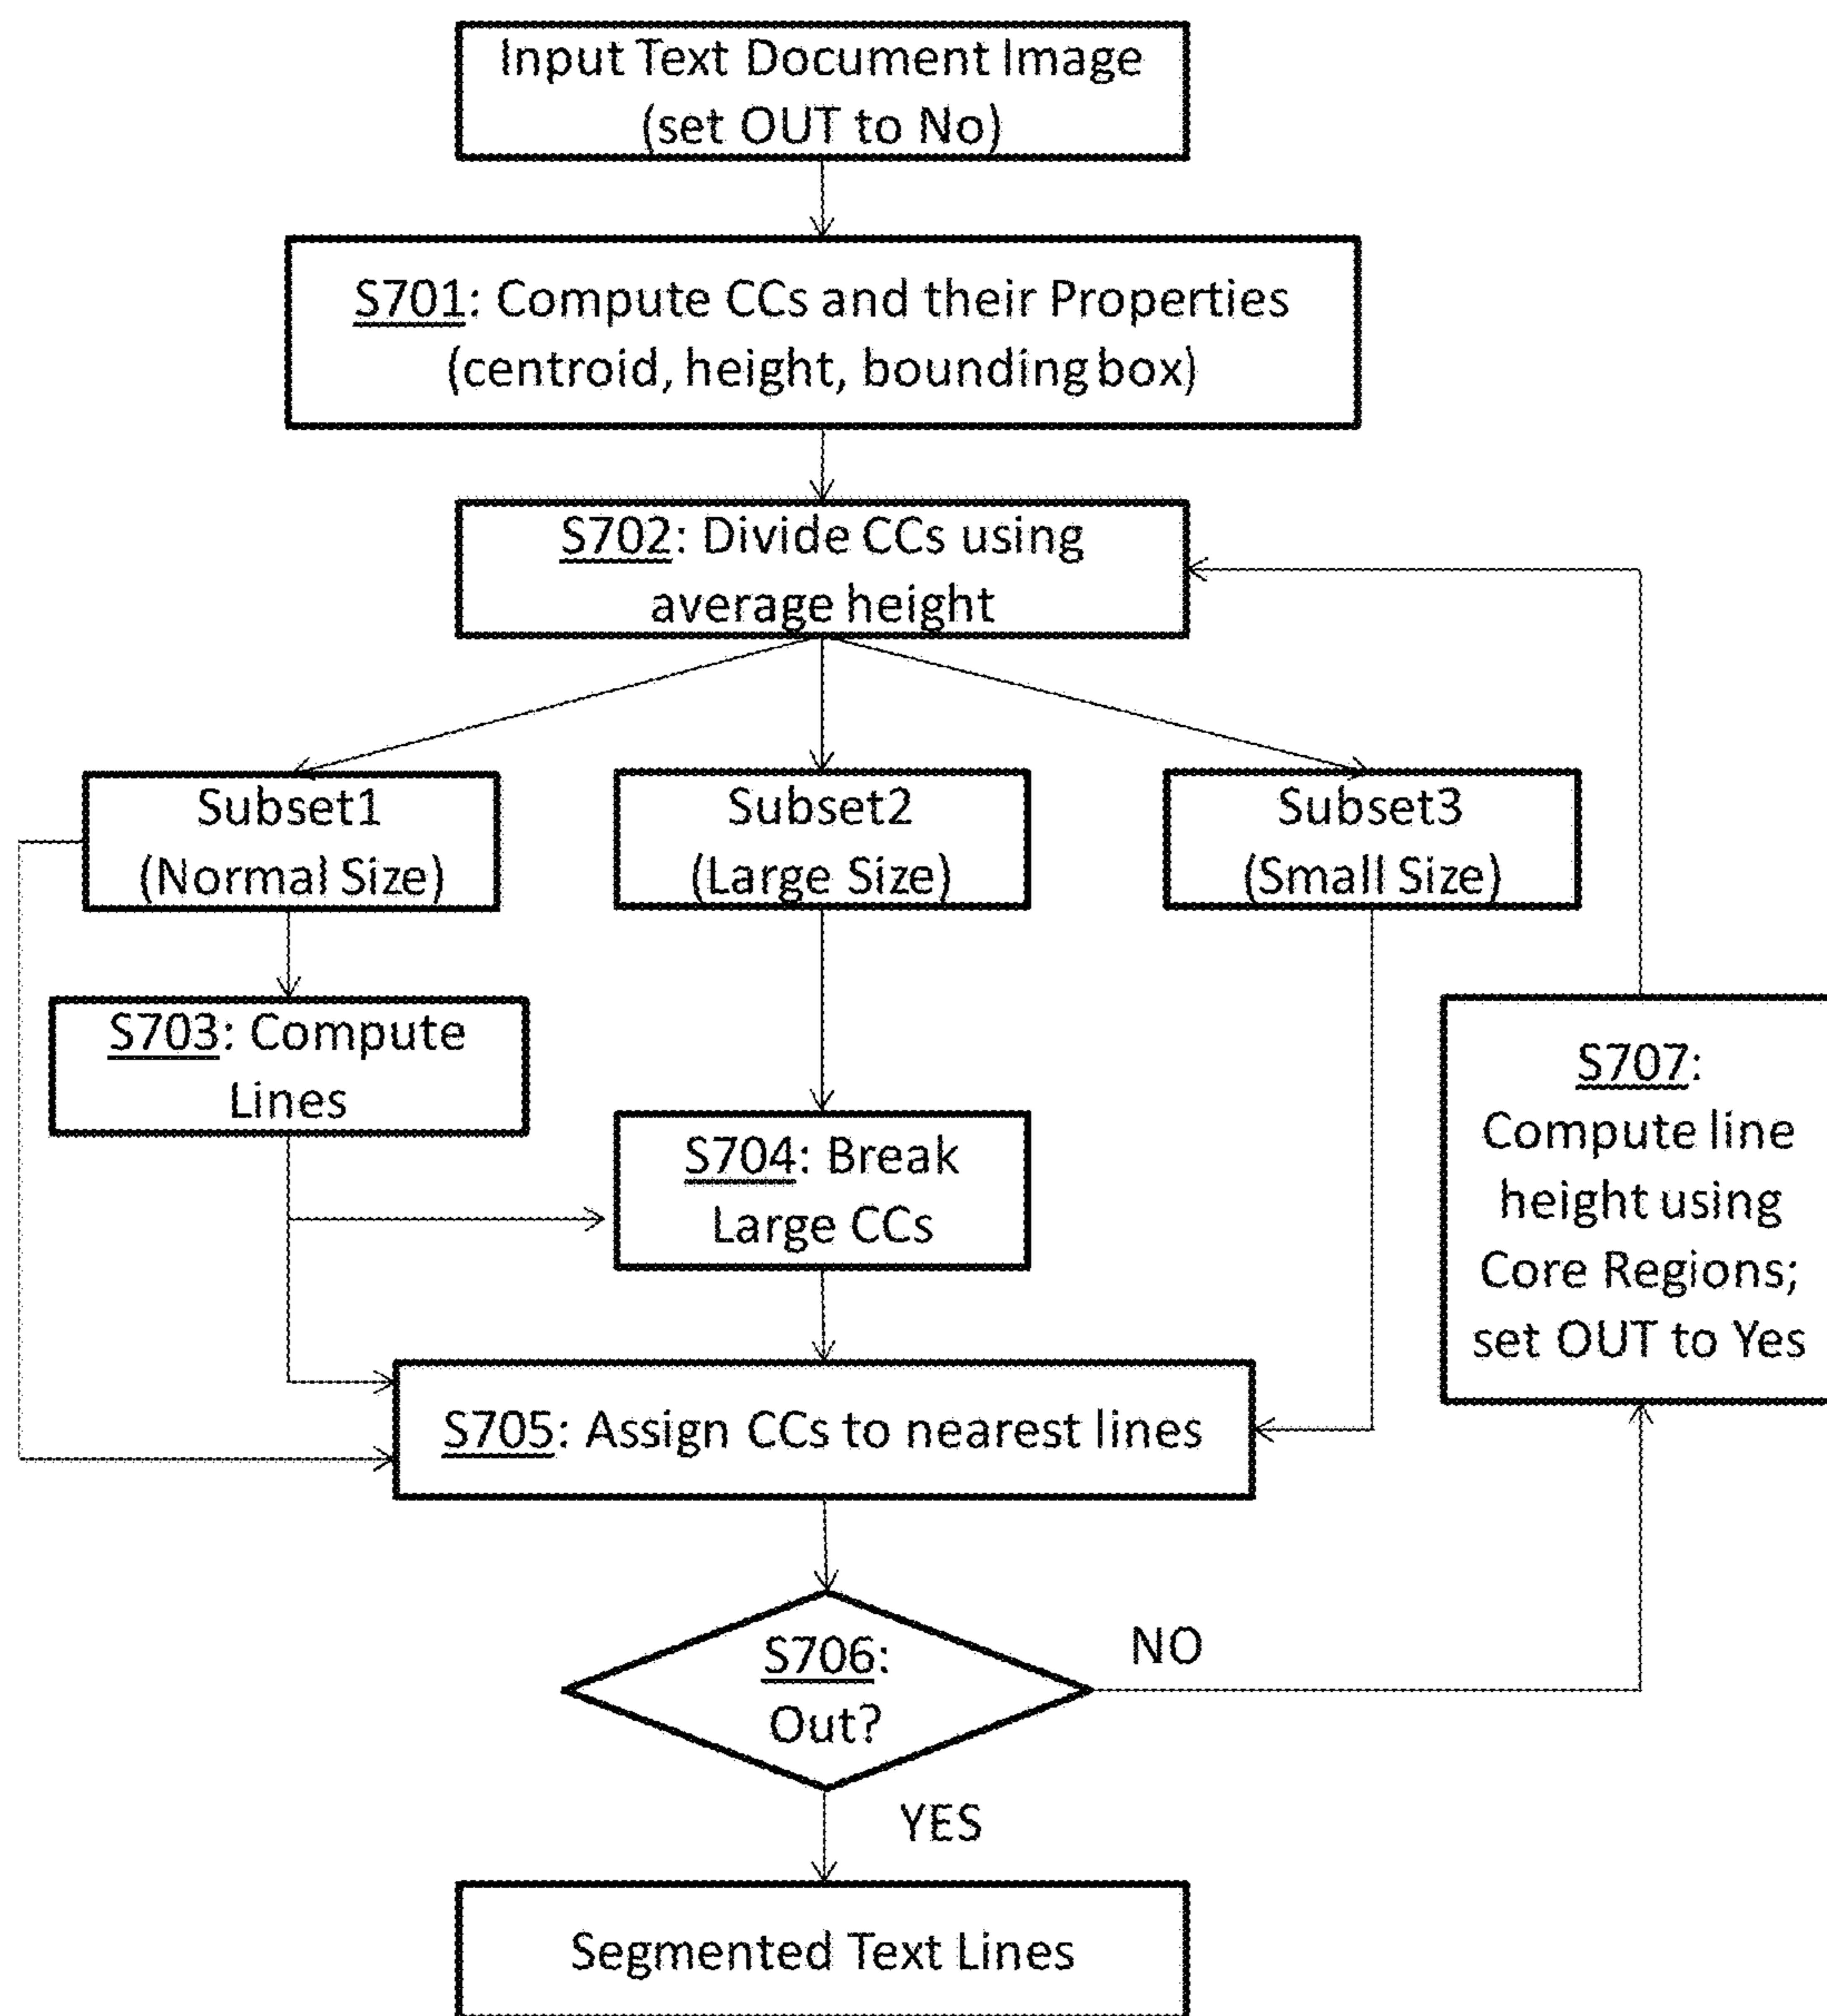 Input Text Document Image
(set OUT to No)
S701: Compute CCs and their Properties
(centroid, height, bounding box)
S702: Divide CCs using
average height
Subset1
(Normal Size)
Subset2
(Large Size)
Subset3
(Small Size)
S703: Compute
Lines
S704: Break
Large CCs
S707:
Compute line
height using
Core Regions;
set OUT to Yes
S705: Assign CCs to nearest lines
S706:
Out?
NO
YES
Segmented Text Lines